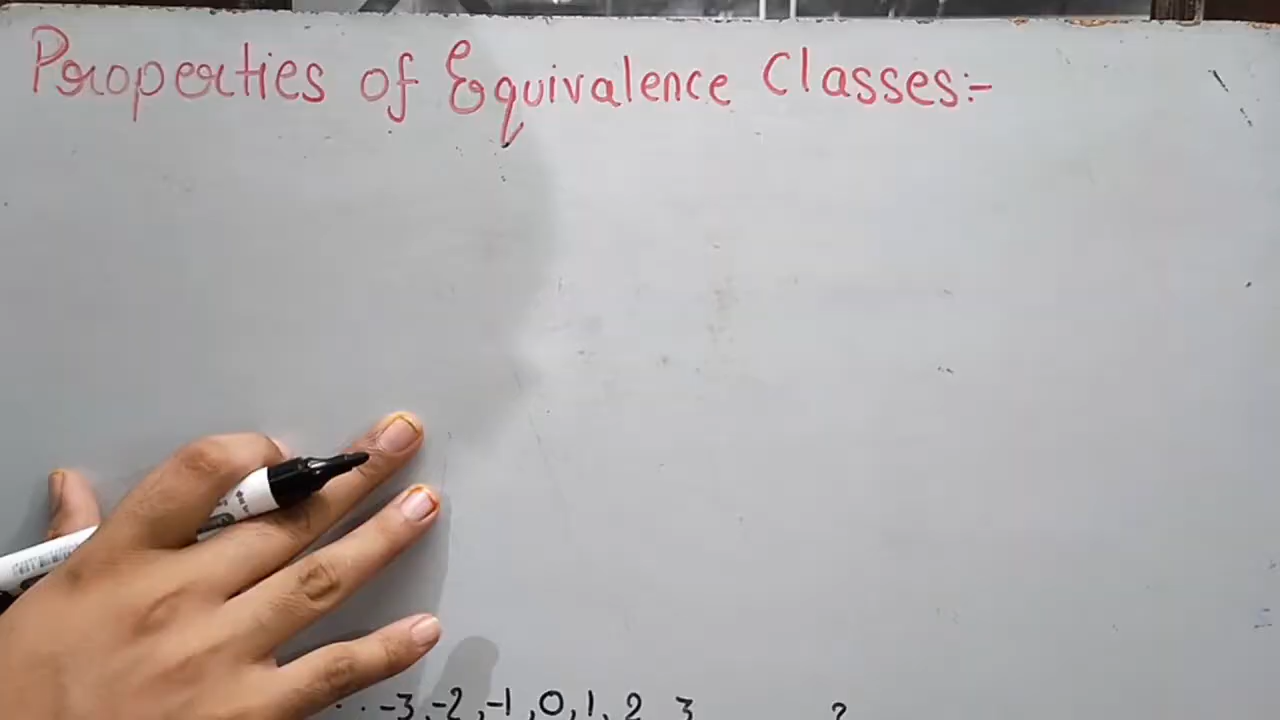 Properties of Equivalence Classes:-
-3, -2, -1, 0, 1, 2, 3